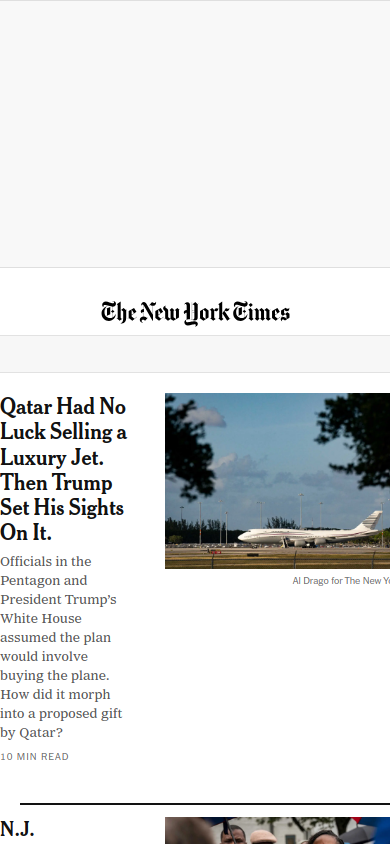 The New York Times
Qatar Had No
Luck Selling a
Luxury Jet.
Then Trump
Set His Sights
On It.
Officials in the
Pentagon and
President Trump’s
White House
assumed the plan
would involve
buying the plane.
How did it morph
into a proposed gift
by Qatar?
10 MIN READ
Al Drago for The New Yo
N.J.